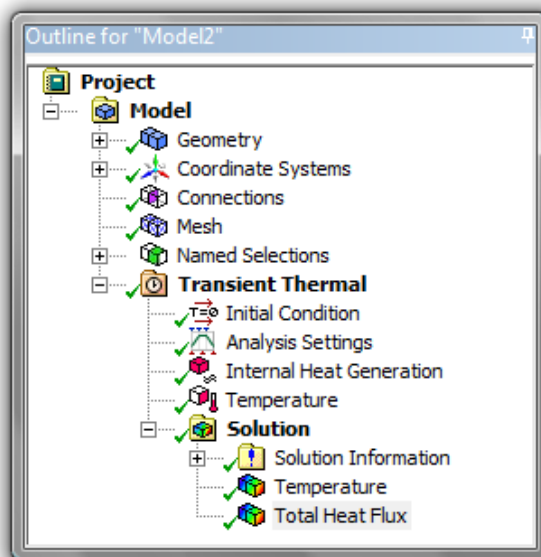 Outline for "Model2"
Project
Model
Geometry
Coordinate Systems
Connections
Mesh
Named Selections
Transient Thermal
T=0 Initial Condition
Analysis Settings
Internal Heat Generation
Temperature
Solution
Solution Information
Temperature
Total Heat Flux